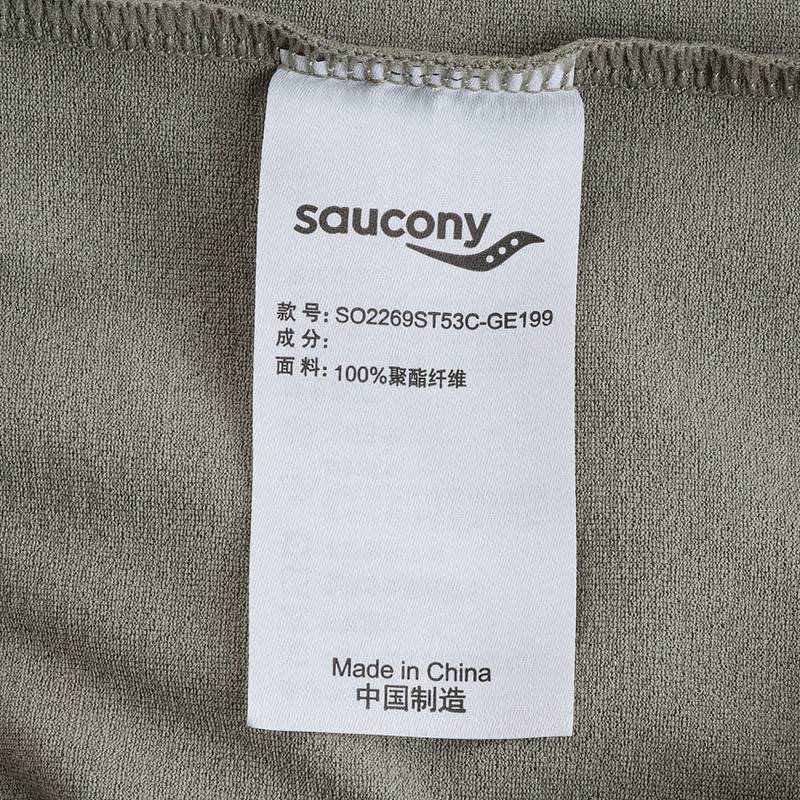 saucony
款号: SO2269ST53C-GE199
成分:
面料: 100%聚酯纤维
Made in China
中国制造